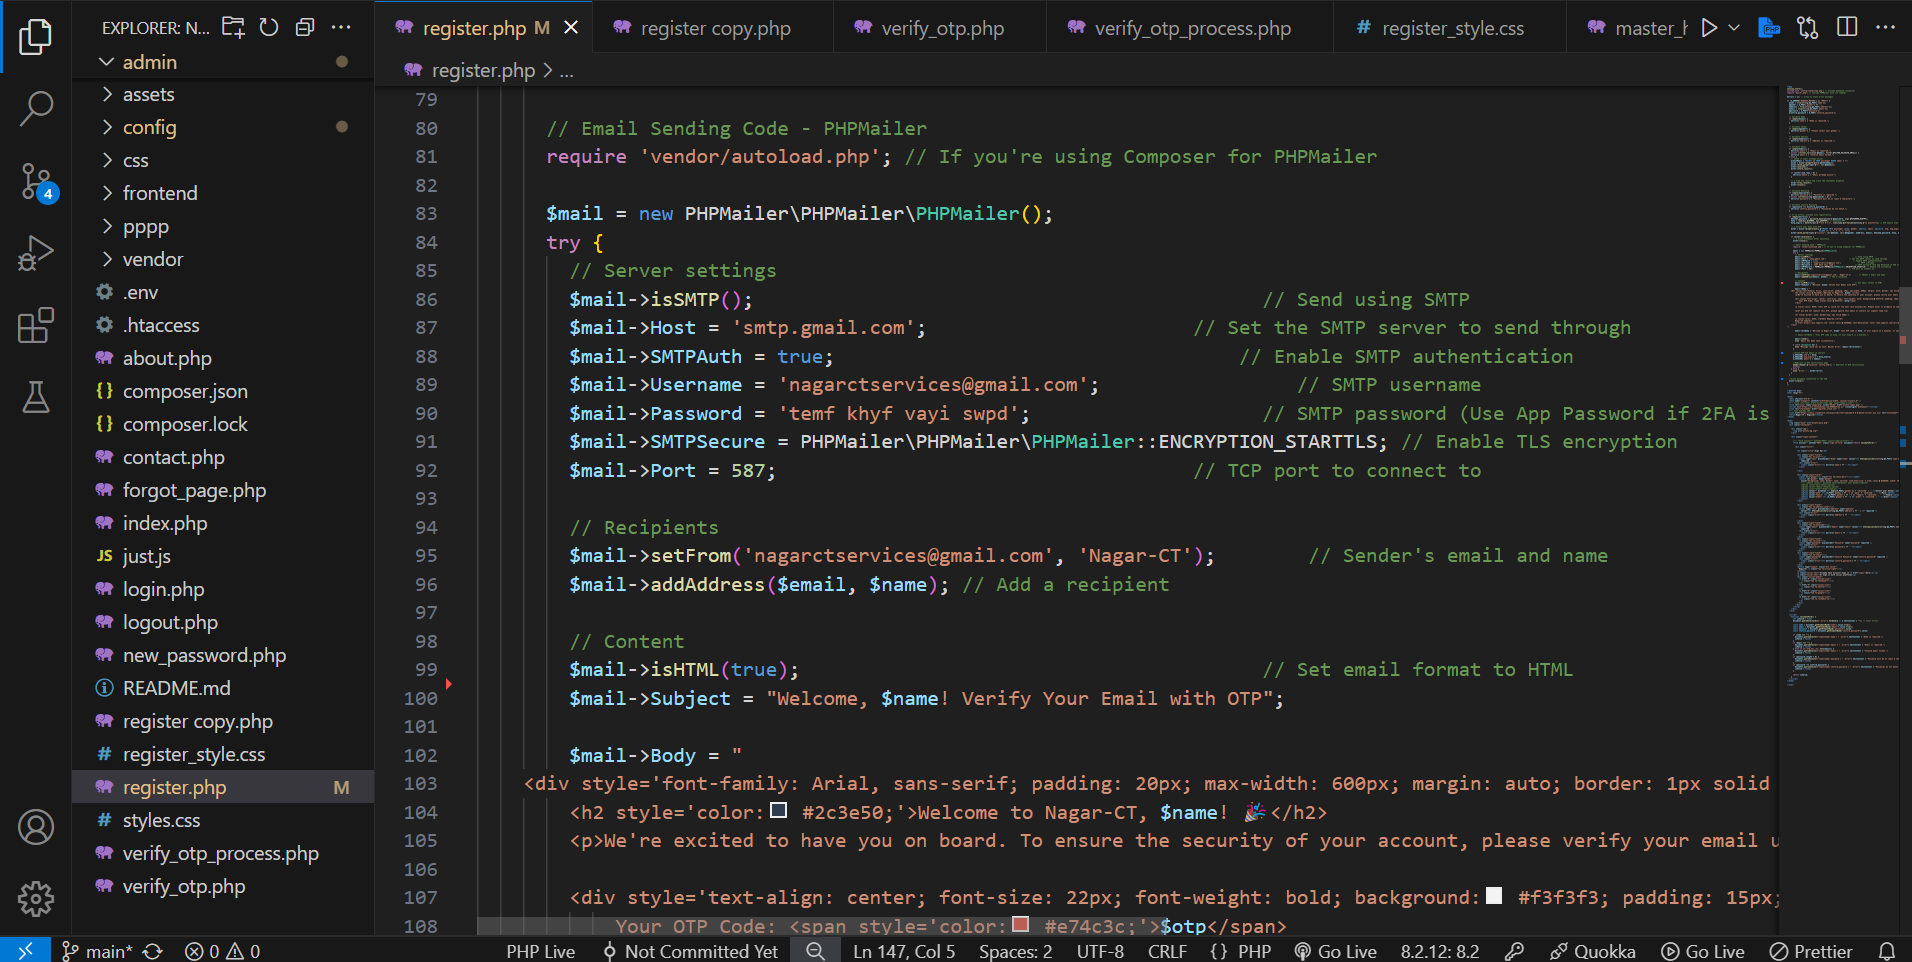 EXPLORER: N...
admin
assets
config
css
frontend
pppp
vendor
.env
.htaccess
about.php
composer.json
composer.lock
contact.php
forgot_page.php
index.php
JS just.js
login.php
logout.php
new_password.php
README.md
register copy.php
# register_style.css
register.php M
# styles.css
verify_otp_process.php
verify_otp.php
4
register.php M
register copy.php
verify_otp.php
verify_otp_process.php
# register_style.css
master_h
register.php > ...
79
80 // Email Sending Code - PHPMailer
81 require 'vendor/autoload.php'; // If you're using Composer for PHPMailer
82
83 $mail = new PHPMailer\PHPMailer\PHPMailer();
84 try {
85 // Server settings
86 $mail->isSMTP(); // Send using SMTP
87 $mail->Host = 'smtp.gmail.com'; // Set the SMTP server to send through
88 $mail->SMTPAuth = true; // Enable SMTP authentication
89 $mail->Username = 'nagarctservices@gmail.com'; // SMTP username
90 $mail->Password = 'temf khyf vayi swpd'; // SMTP password (Use App Password if 2FA is
91 $mail->SMTPSecure = PHPMailer\PHPMailer\PHPMailer::ENCRYPTION_STARTTLS; // Enable TLS encryption
92 $mail->Port = 587; // TCP port to connect to
93
94 // Recipients
95 $mail->setFrom('nagarctservices@gmail.com', 'Nagar-CT'); // Sender's email and name
96 $mail->addAddress($email, $name); // Add a recipient
97
98 // Content
99 $mail->isHTML(true); // Set email format to HTML
100 $mail->Subject = "Welcome, $name! Verify Your Email with OTP";
101
102 $mail->Body = "
103 <div style='font-family: Arial, sans-serif; padding: 20px; max-width: 600px; margin: auto; border: 1px solid
104 <h2 style='color: #2c3e50;'>Welcome to Nagar-CT, $name! 🎉</h2>
105 <p>We're excited to have you on board. To ensure the security of your account, please verify your email u
106
107 <div style='text-align: center; font-size: 22px; font-weight: bold; background: #f3f3f3; padding: 15px;
108 Your OTP Code: <span style='color: #e74c3c;'>$otp</span>
main* 0 0 PHP Live Not Committed Yet Ln 147, Col 5 Spaces: 2 UTF-8 CRLF {} PHP Go Live 8.2.12: 8.2 Quokka Go Live Prettier